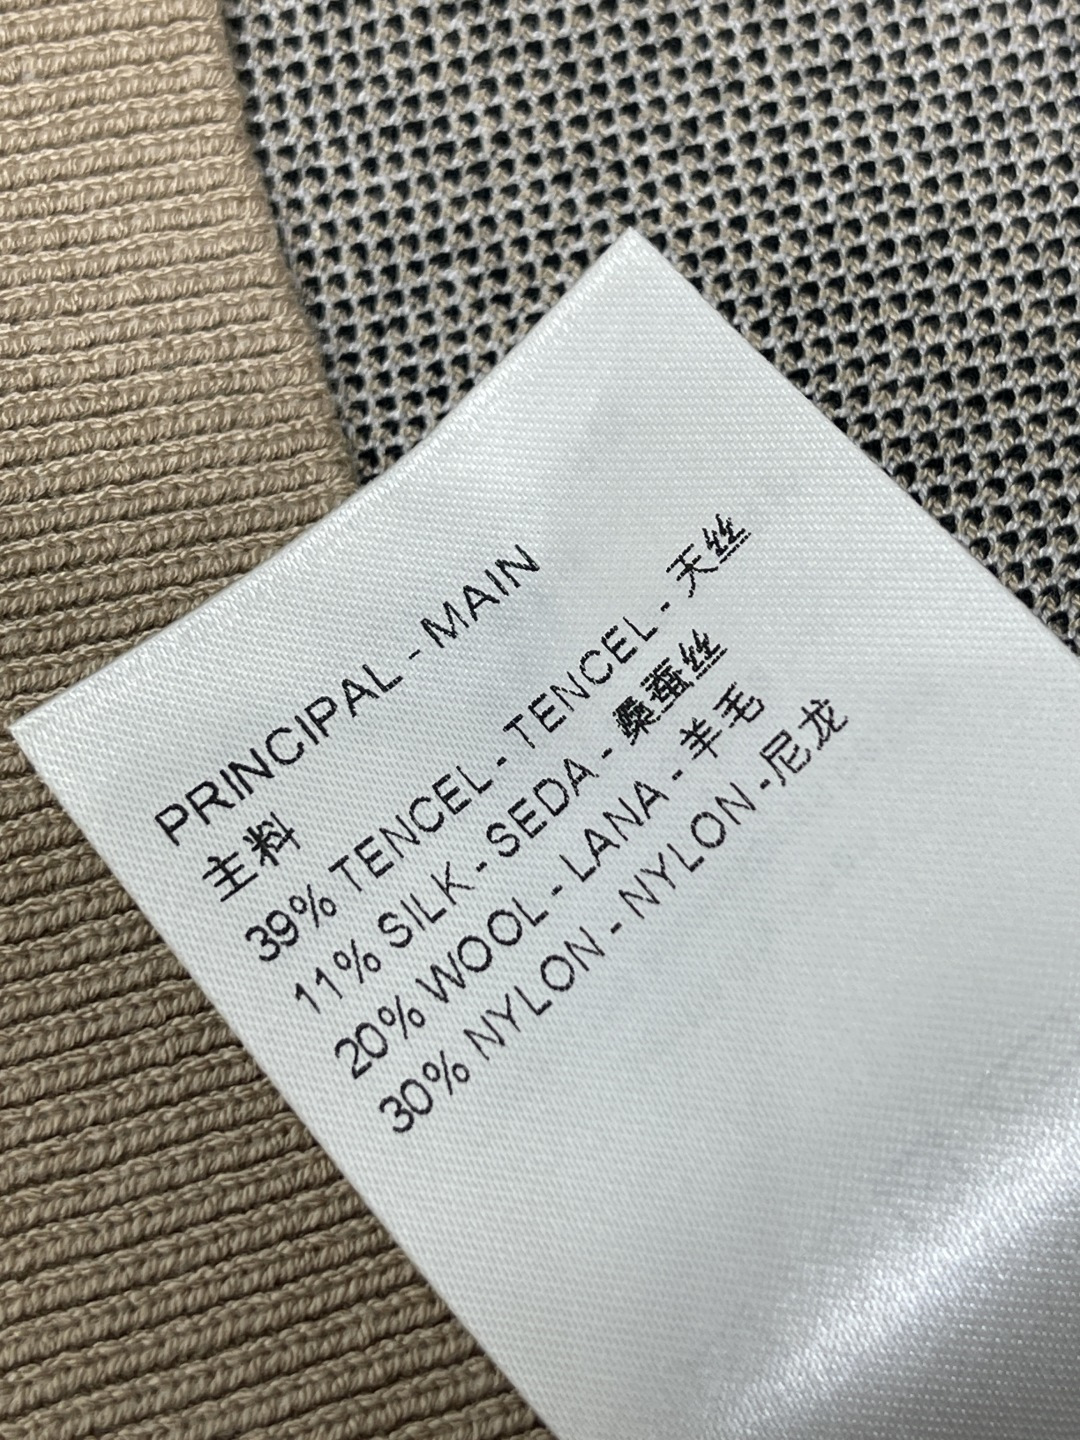 PRINCIPAL - MAIN
主料
39% TENCEL - TENCEL - 天丝
11% SILK - SEDA - 桑蚕丝
20% WOOL - LANA - 羊毛
30% NYLON - NYLON -尼龙